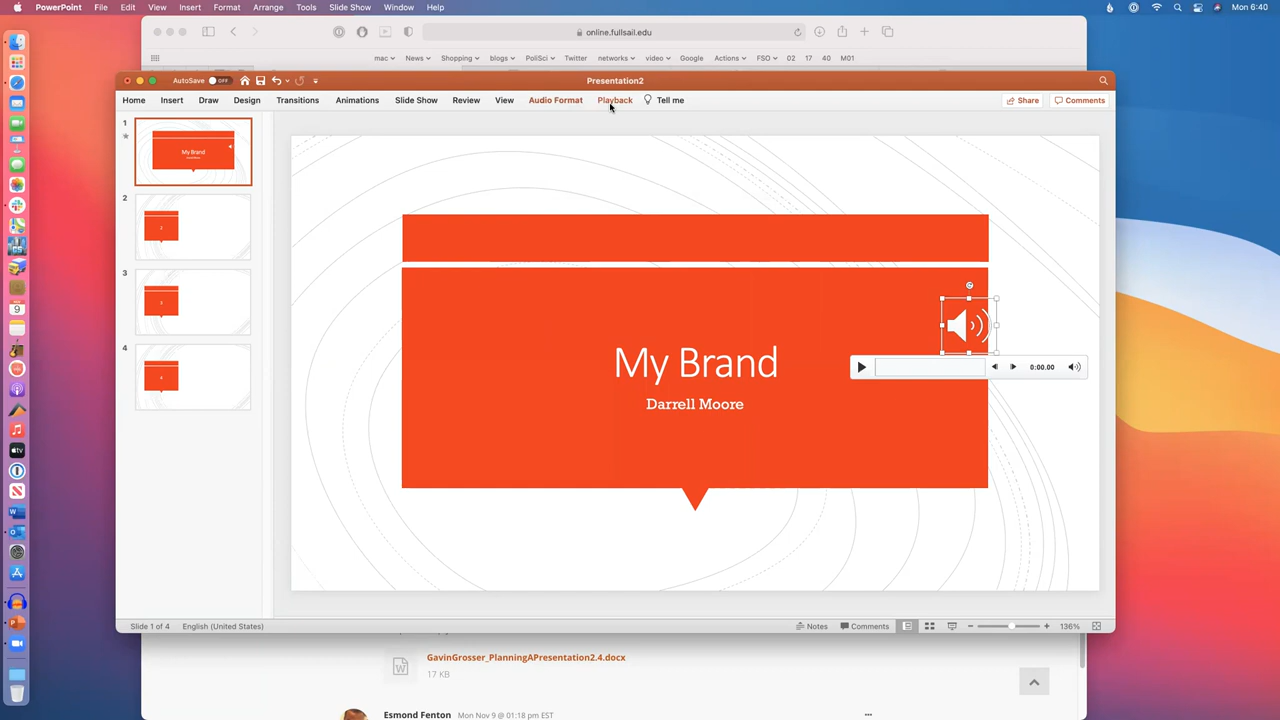 PowerPoint File Edit View Insert Format Arrange Tools Slide Show Window Help Mon 6:40
online.fullsail.edu
mac News Shopping blogs PoliSci Twitter networks video Google Actions FSO 02 17 40 M01
AutoSave OFF Presentation2
Home Insert Draw Design Transitions Animations Slide Show Review View Audio Format Playback Tell me Share Comments
1
My Brand
2
2
3
3
4
4
My Brand
Darrell Moore
0:00.00
Slide 1 of 4 English (United States) Notes Comments 136%
GavinGrosser_PlanningAPresentation2.4.docx
17 KB
Esmond Fenton Mon Nov 9 @ 01:18 pm EST